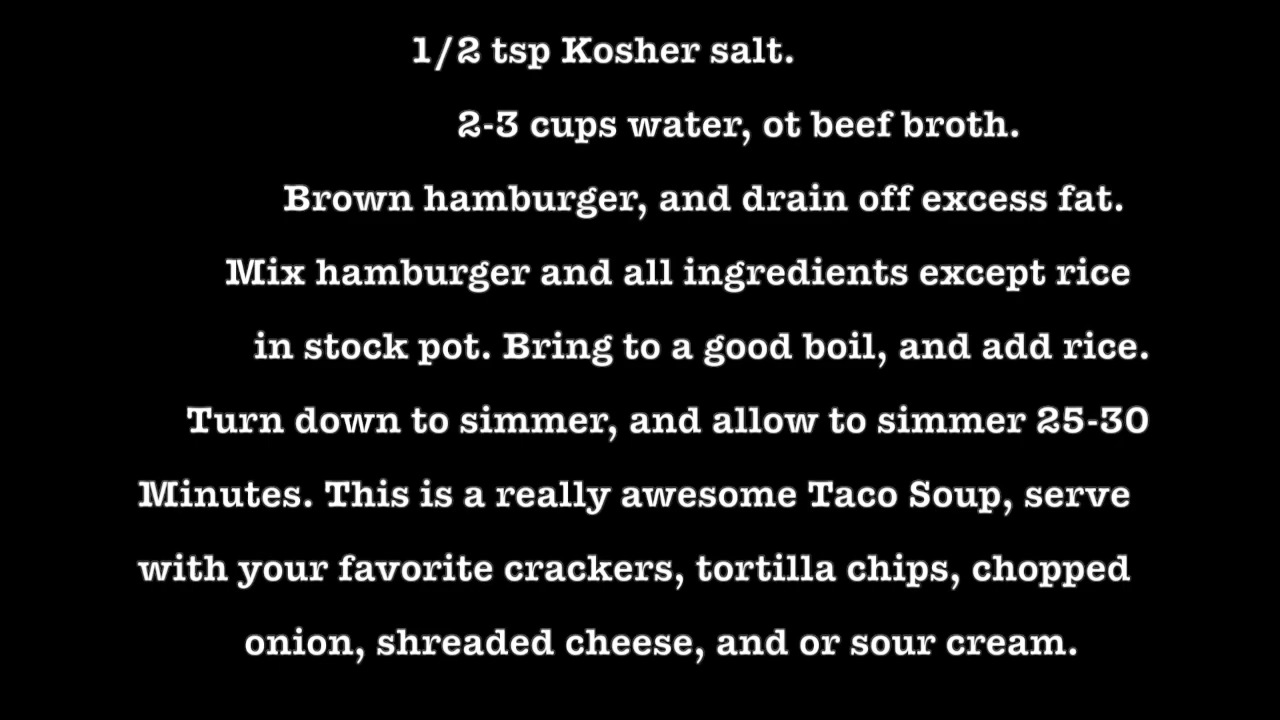 1/2 tsp Kosher salt.
2-3 cups water, ot beef broth.
Brown hamburger, and drain off excess fat.
Mix hamburger and all ingredients except rice
in stock pot. Bring to a good boil, and add rice.
Turn down to simmer, and allow to simmer 25-30
Minutes. This is a really awesome Taco Soup, serve
with your favorite crackers, tortilla chips, chopped
onion, shreaded cheese, and or sour cream.